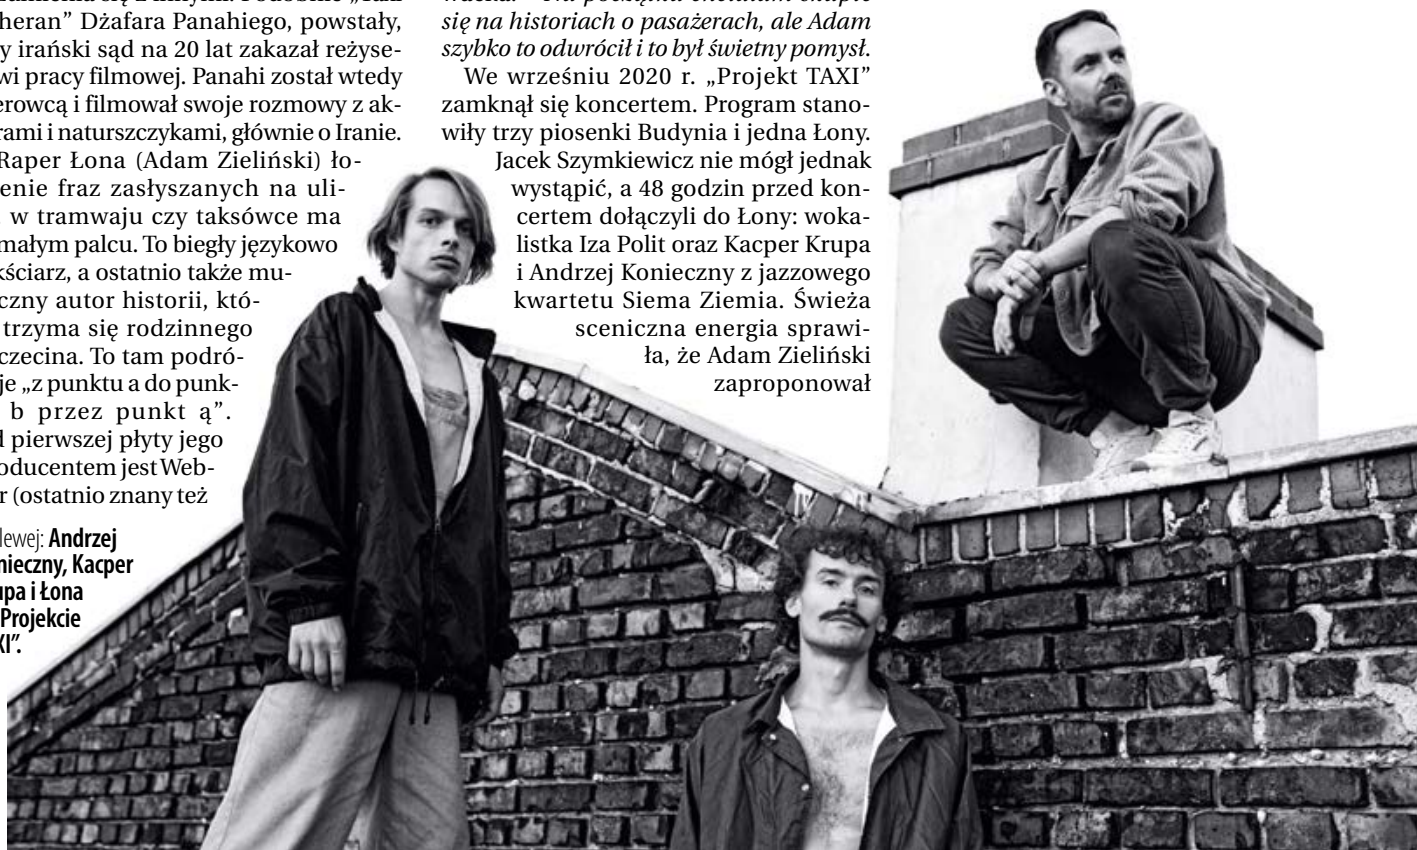 heran” Dżafara Panahiego, powstały,
y irański sąd na 20 lat zakazał reżyse-
wi pracy filmowej. Panahi został wtedy
erowcą i filmował swoje rozmowy z ak-
rami i naturszczykami, głównie o Iranie.
Raper Łona (Adam Zieliński) ło-
enie fraz zasłyszanych na uli-
w tramwaju czy taksówce ma
małym palcu. To biegły językowo
kściarz, a ostatnio także mu-
czny autor historii, któ-
trzyma się rodzinnego
czecina. To tam podró-
je „z punktu a do punk-
b przez punkt ą”.
d pierwszej płyty jego
oducentem jest Web-
r (ostatnio znany też
lewej: Andrzej
nieczny, Kacper
upa i Łona
Projekcie
XI”.
się na historiach o pasażerach, ale Adam
szybko to odwrócił i to był świetny pomysł.
We wrześniu 2020 r. „Projekt TAXI”
zamknął się koncertem. Program stano-
wiły trzy piosenki Budynia i jedna Łony.
Jacek Szymkiewicz nie mógł jednak
wystąpić, a 48 godzin przed kon-
certem dołączyli do Łony: woka-
listka Iza Polit oraz Kacper Krupa
i Andrzej Konieczny z jazzowego
kwartetu Siema Ziemia. Świeża
sceniczna energia sprawi-
ła, że Adam Zieliński
zaproponował